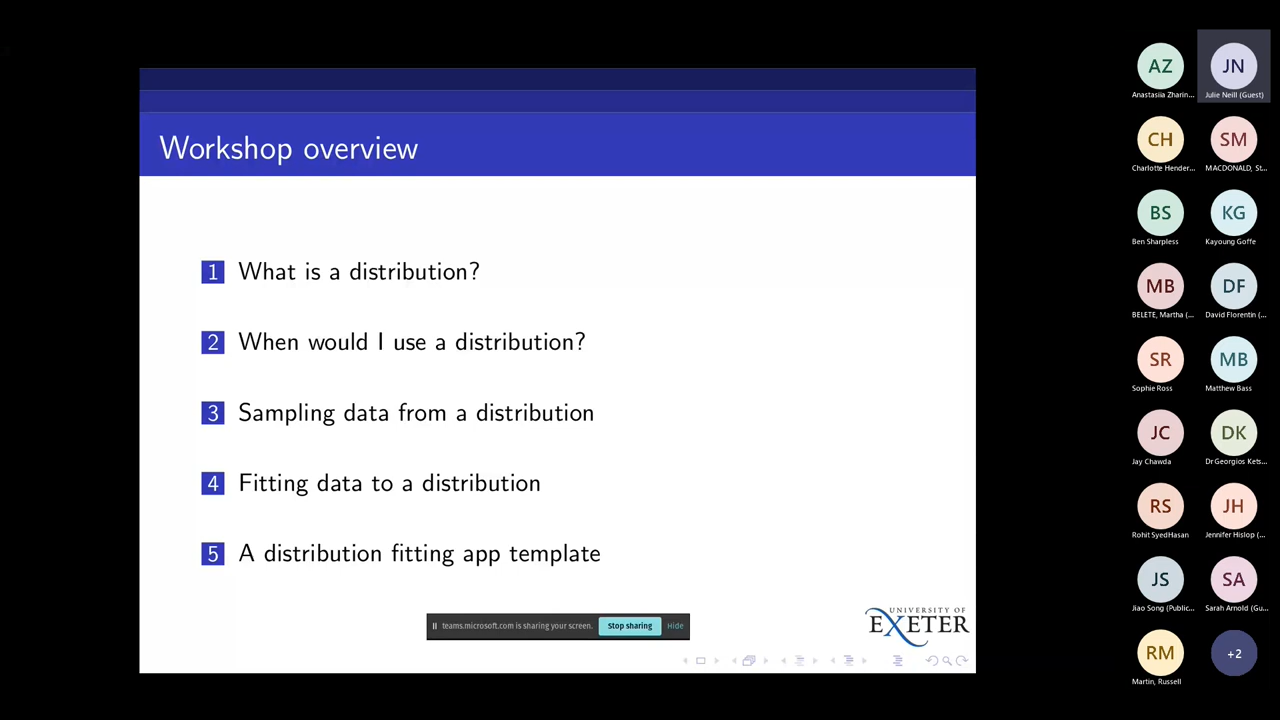 Workshop overview
1 What is a distribution?
2 When would I use a distribution?
3 Sampling data from a distribution
4 Fitting data to a distribution
5 A distribution fitting app template
teams.microsoft.com is sharing your screen. Stop sharing Hide
UNIVERSITY OF
EXETER
AZ JN
Anastasiia Zharin... Julie Neill (Guest)
CH SM
Charlotte Hender... MACDONALD, St...
BS KG
Ben Sharpless Kayoung Goffe
MB DF
BELETE, Martha (... David Florentin (...
SR MB
Sophie Ross Matthew Bass
JC DK
Jay Chawda Dr Georgios Kets...
RS JH
Rohit SyedHasan Jennifer Hislop (...
JS SA
Jiao Song (Public... Sarah Arnold (Gu...
RM +2
Martin, Russell